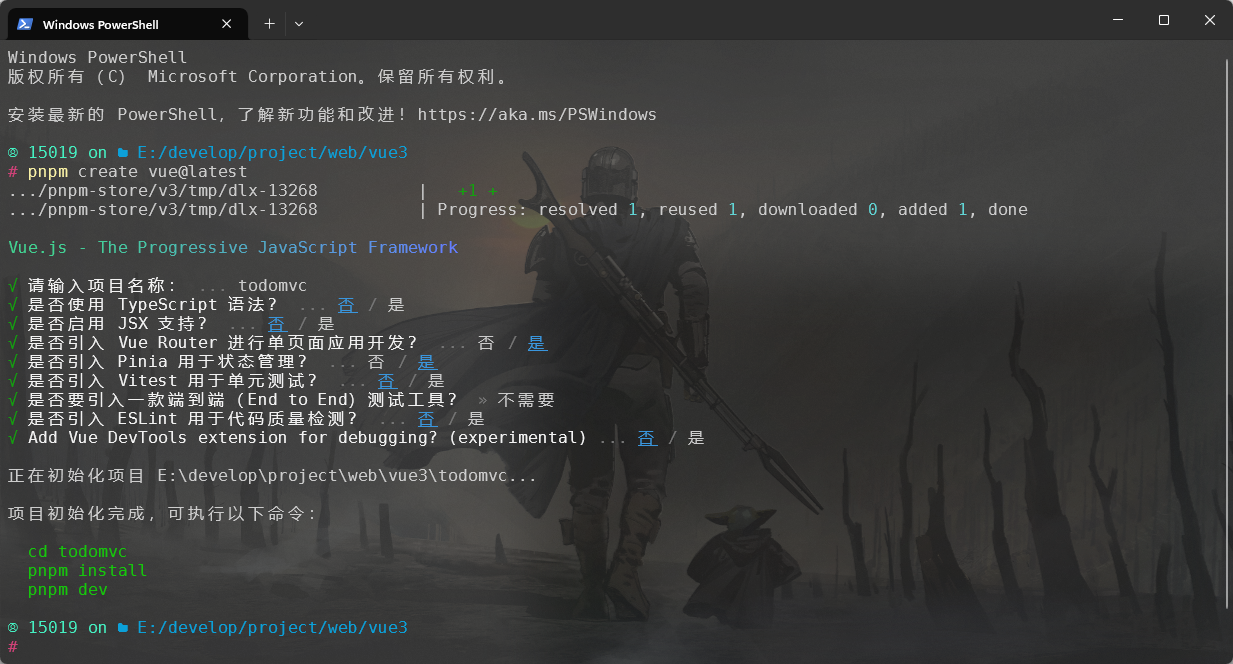 Windows PowerShell
Windows PowerShell
版权所有 (C) Microsoft Corporation。保留所有权利。
安装最新的 PowerShell，了解新功能和改进！https://aka.ms/PSWindows
15019 on E:/develop/project/web/vue3
# pnpm create vue@latest
.../pnpm-store/v3/tmp/dlx-13268 | +1 +
.../pnpm-store/v3/tmp/dlx-13268 | Progress: resolved 1, reused 1, downloaded 0, added 1, done
Vue.js - The Progressive JavaScript Framework
√ 请输入项目名称： ... todomvc
√ 是否使用 TypeScript 语法？ ... 否 / 是
√ 是否启用 JSX 支持？ ... 否 / 是
√ 是否引入 Vue Router 进行单页面应用开发？ ... 否 / 是
√ 是否引入 Pinia 用于状态管理？ ... 否 / 是
√ 是否引入 Vitest 用于单元测试？ ... 否 / 是
√ 是否要引入一款端到端（End to End）测试工具？ » 不需要
√ 是否引入 ESLint 用于代码质量检测？ ... 否 / 是
√ Add Vue DevTools extension for debugging? (experimental) ... 否 / 是
正在初始化项目 E:\develop\project\web\vue3\todomvc...
项目初始化完成，可执行以下命令：
cd todomvc
pnpm install
pnpm dev
15019 on E:/develop/project/web/vue3
#